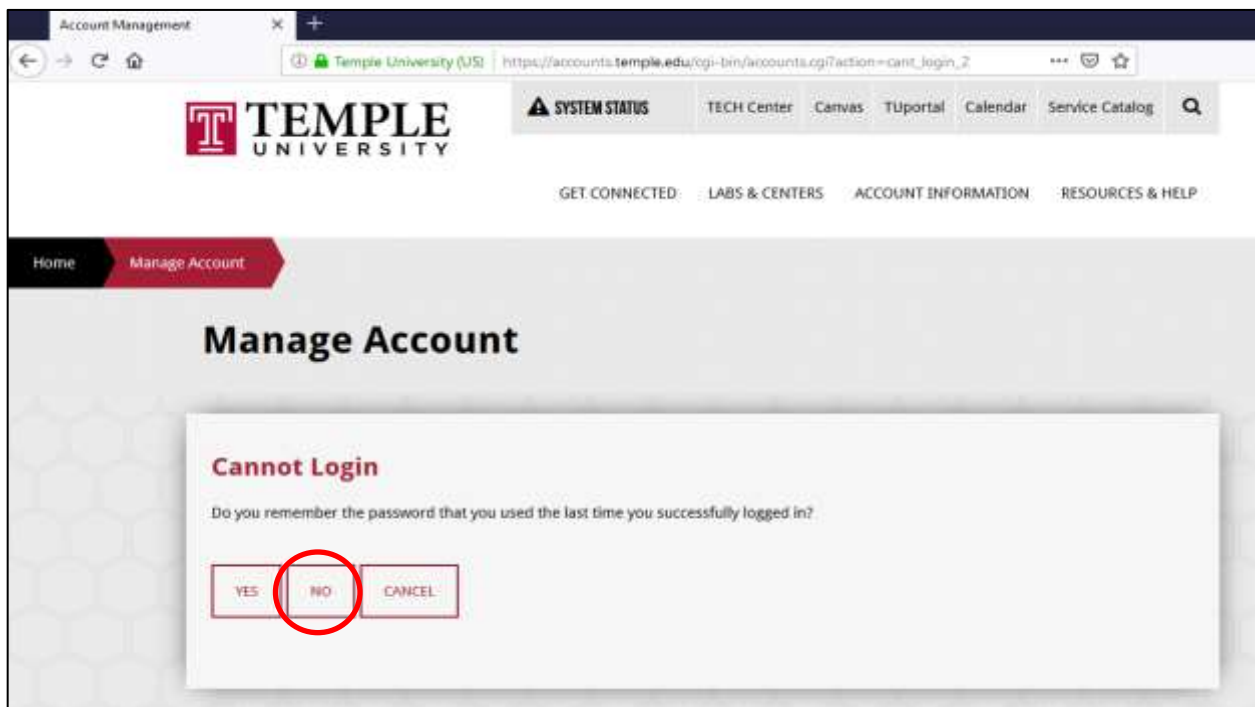 Account Management
Temple University (US) https://accounts.temple.edu/cgi-bin/accounts.cgi?action=cant_login_2
T TEMPLE
UNIVERSITY
SYSTEM STATUS TECH Center Canvas TUportal Calendar Service Catalog
GET CONNECTED LABS & CENTERS ACCOUNT INFORMATION RESOURCES & HELP
Home Manage Account
Manage Account
Cannot Login
Do you remember the password that you used the last time you successfully logged in?
YES NO CANCEL